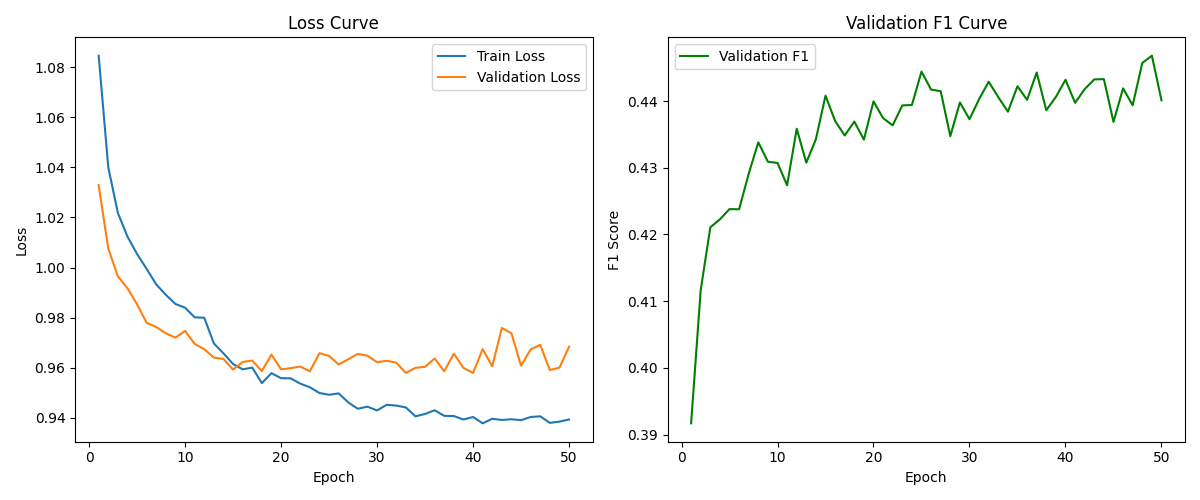 Loss Curve
Train Loss
Validation Loss
1.08
1.06
1.04
1.02
1.00
0.98
0.96
0.94
Loss
0
10
20
30
40
50
Epoch
Validation F1 Curve
Validation F1
0.44
0.43
0.42
0.41
0.40
0.39
F1 Score
0
10
20
30
40
50
Epoch